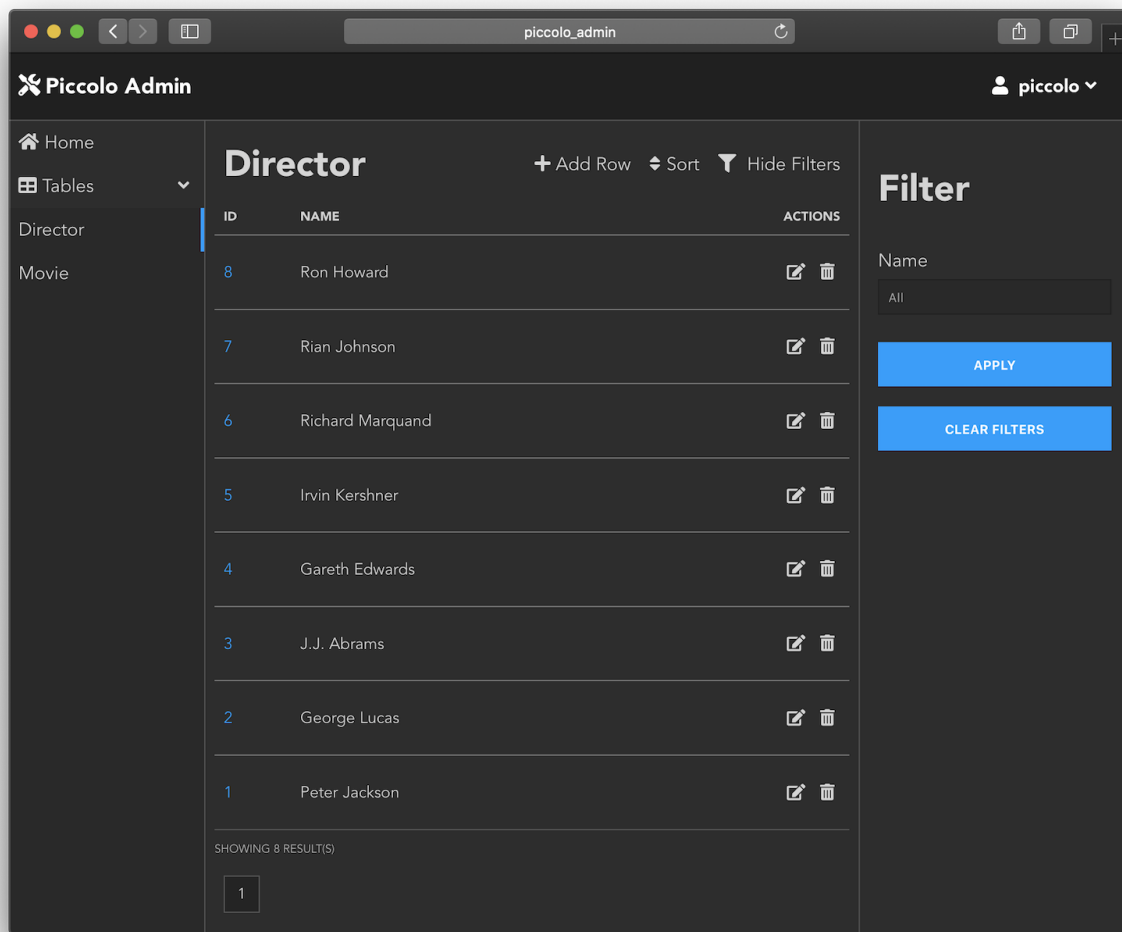 piccolo_admin
Piccolo Admin
piccolo
Home
Tables
Director
Movie
Director
Add Row
Sort
Hide Filters
ID NAME ACTIONS
8 Ron Howard
7 Rian Johnson
6 Richard Marquand
5 Irvin Kershner
4 Gareth Edwards
3 J.J. Abrams
2 George Lucas
1 Peter Jackson
SHOWING 8 RESULT(S)
1
Filter
Name
All
APPLY
CLEAR FILTERS